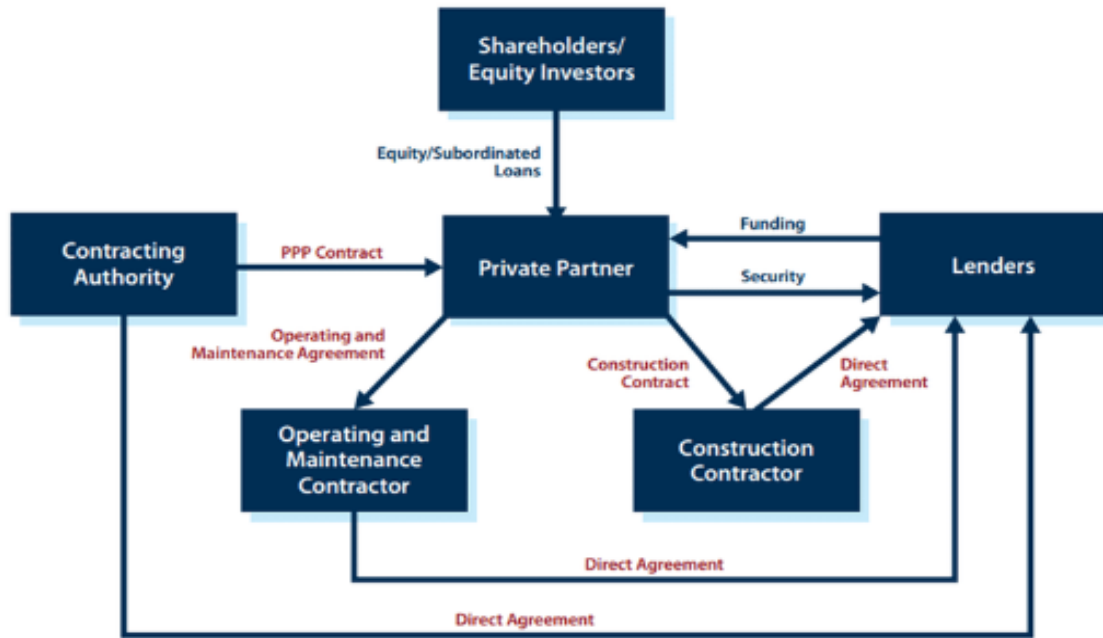 Shareholders/
Equity Investors
Equity/Subordinated
Loans
Contracting
Authority
PPP Contract
Private Partner
Funding
Security
Lenders
Operating and
Maintenance Agreement
Construction
Contract
Direct
Agreement
Operating and
Maintenance
Contractor
Construction
Contractor
Direct Agreement
Direct Agreement